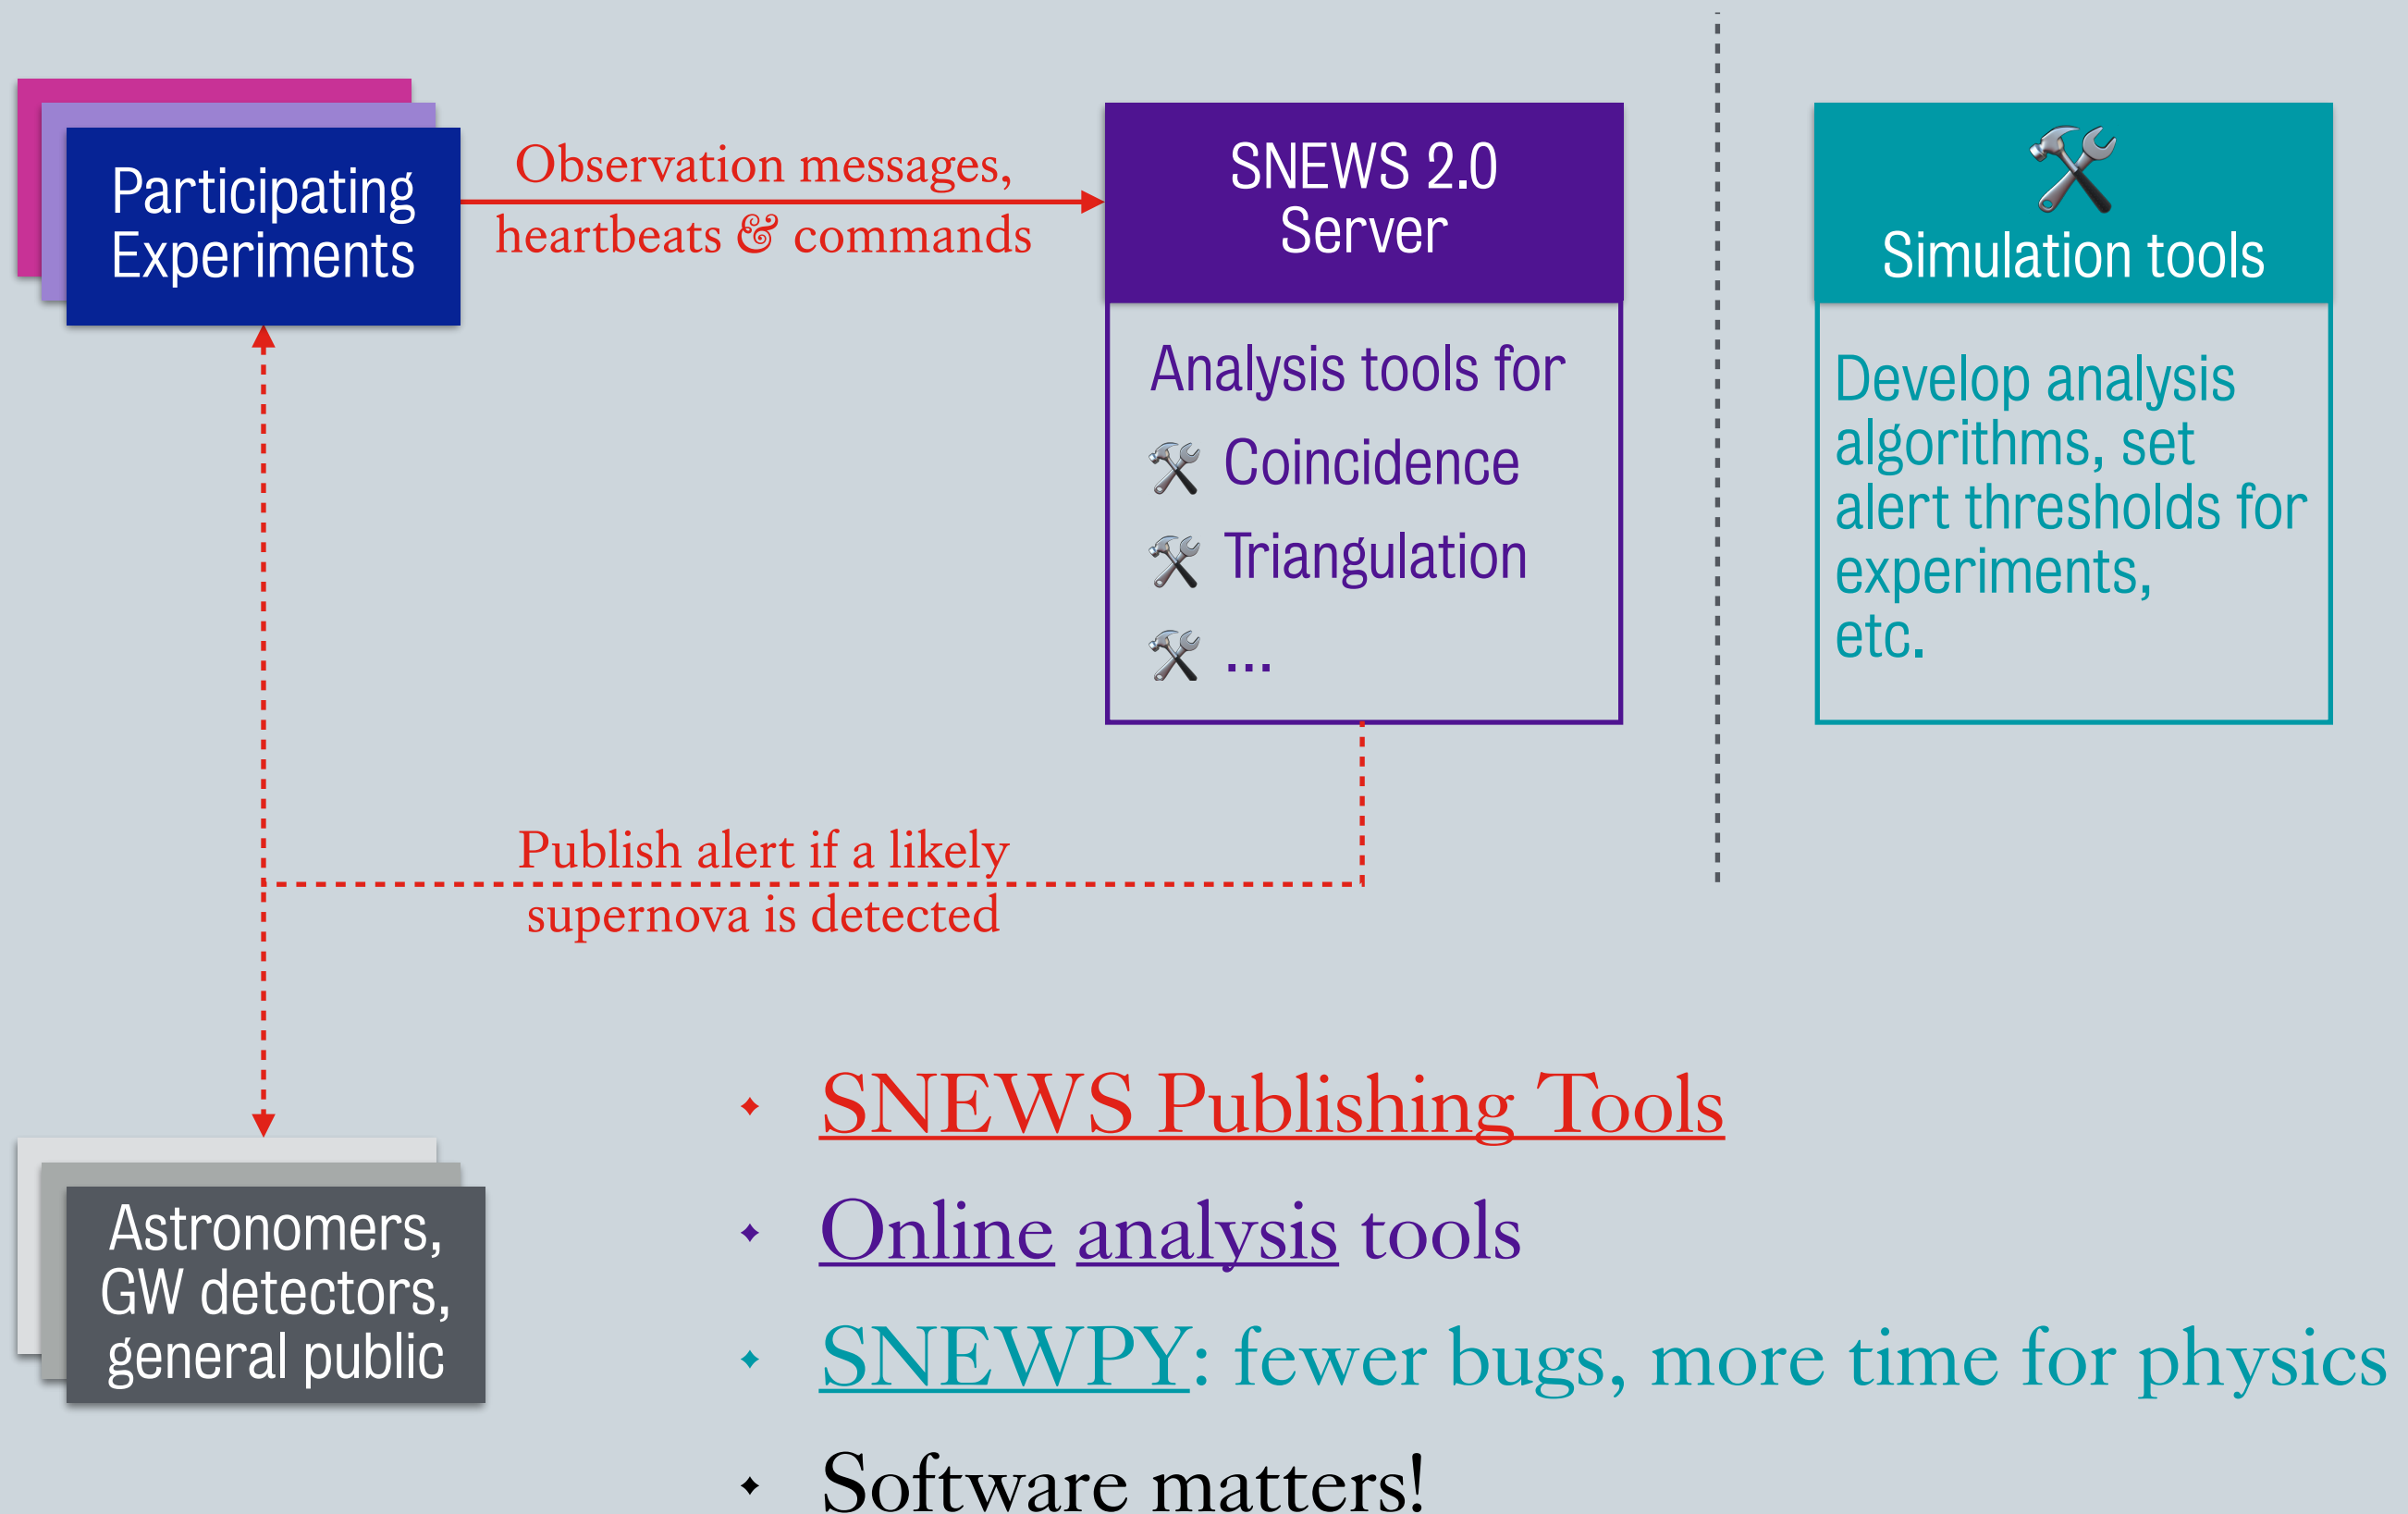 Participating
Experiments
Observation messages,
heartbeats & commands
SNEWS 2.0
Server
Analysis tools for
Coincidence
Triangulation
...
Simulation tools
Develop analysis
algorithms, set
alert thresholds for
experiments,
etc.
Publish alert if a likely
supernova is detected
Astronomers,
GW detectors,
general public
SNEWS Publishing Tools
Online analysis tools
SNEWPY: fewer bugs, more time for physics
Software matters!